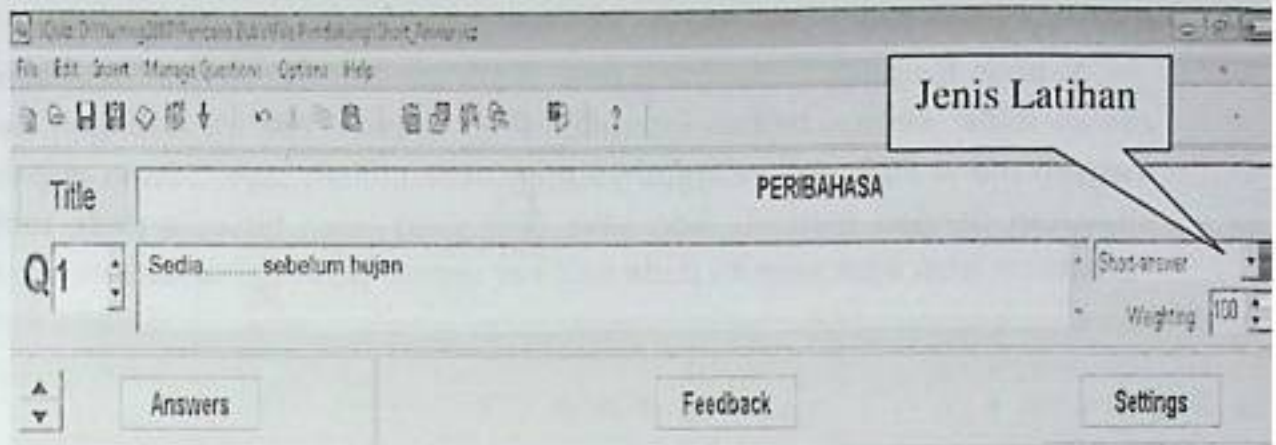 File Edit Insert Manage Questions Options Help
Jenis Latihan
Title PERIBAHASA
Q 1 Sedia......... sebelum hujan Short-answer
Weighting 100
Answers Feedback Settings